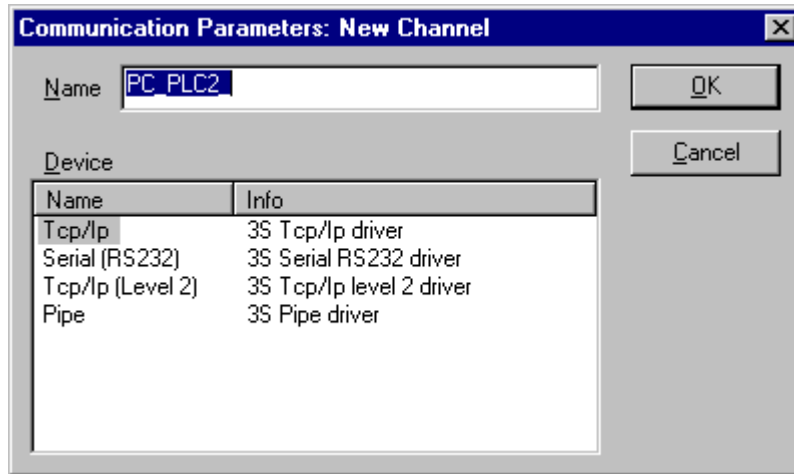 Communication Parameters: New Channel
Name PC_PLC2_ OK
Cancel
Device
Name Info
Tcp/Ip 3S Tcp/Ip driver
Serial (RS232) 3S Serial RS232 driver
Tcp/Ip (Level 2) 3S Tcp/Ip level 2 driver
Pipe 3S Pipe driver